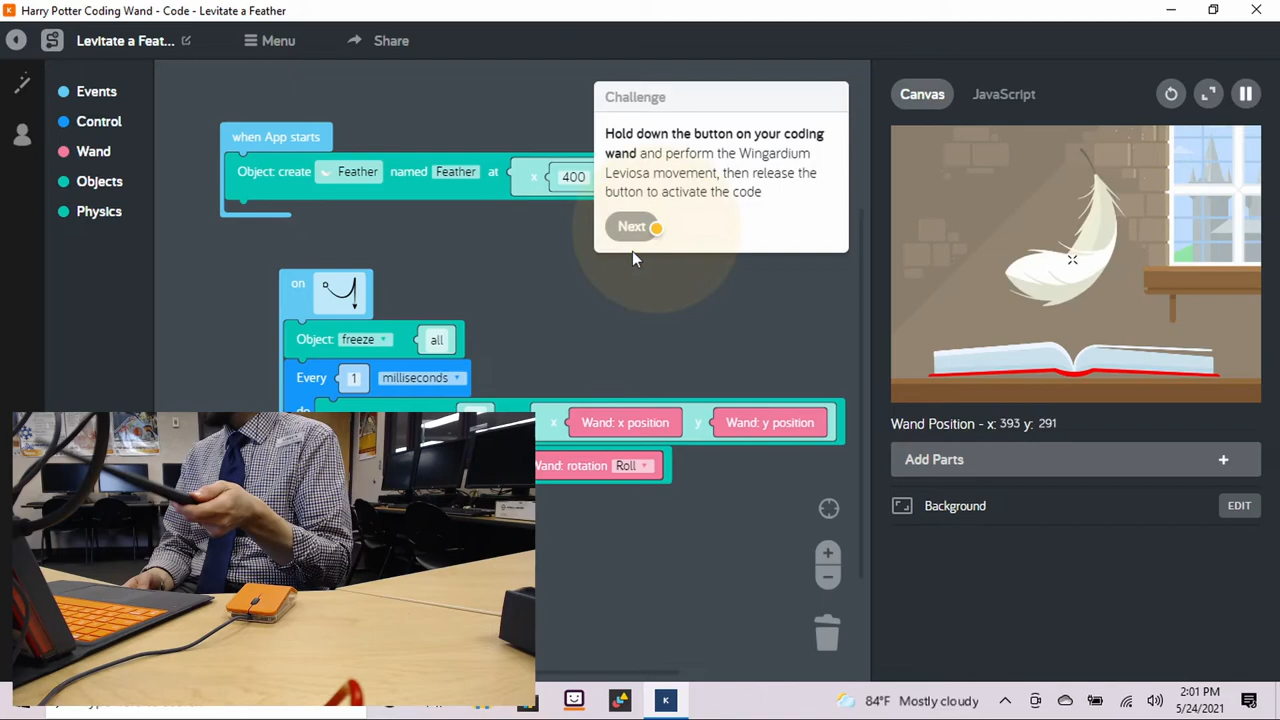 Harry Potter Coding Wand - Code - Levitate a Feather
Levitate a Feat...
Menu
Share
Events
Control
Wand
Objects
Physics
when App starts
Object: create Feather named Feather at x 400
on
Object: freeze all
Every 1 milliseconds
do
x Wand: x position y Wand: y position
Wand: rotation Roll
Challenge
Hold down the button on your coding
wand and perform the Wingardium
Leviosa movement, then release the
button to activate the code
Next
Canvas
JavaScript
Wand Position - x: 393 y: 291
Add Parts
Background
EDIT
84°F Mostly cloudy
2:01 PM
5/24/2021